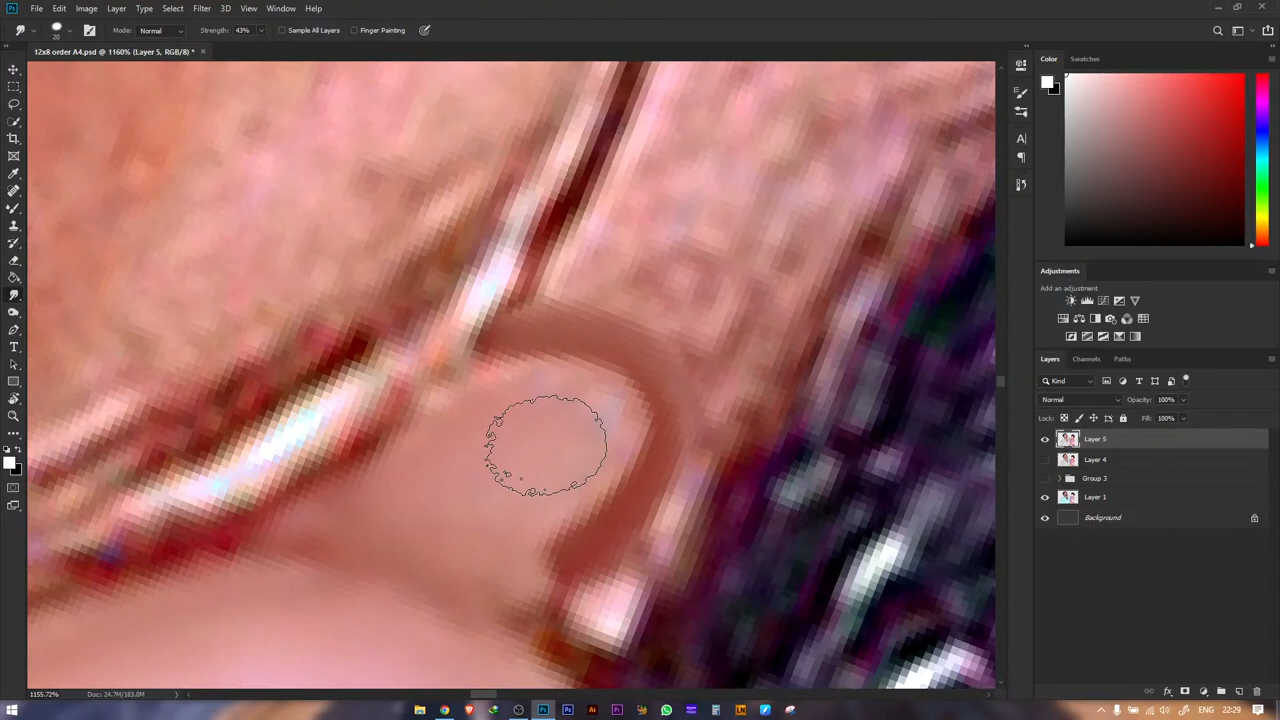 File Edit Image Layer Type Select Filter 3D View Window Help
20 Mode: Normal Strength: 43% Sample All Layers Finger Painting
12x8 order A4.psd @ 1160% (Layer 5, RGB/8) *
Color Swatches
Adjustments
Add an adjustment
Layers Channels Paths
Kind
Normal Opacity: 100%
Lock: Fill: 100%
Layer 5
Layer 4
Group 3
Layer 1
Background
1155.72% Doc: 24.7M/183.0M
ENG 22:29